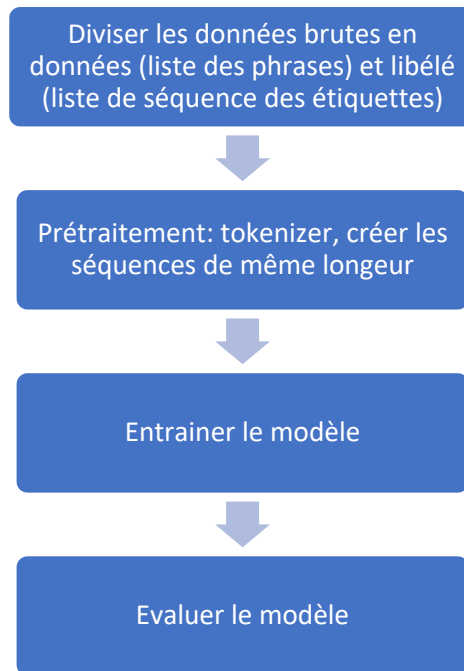 Diviser les données brutes en
données (liste des phrases) et libélé
(liste de séquence des étiquettes)
Prétraitement: tokenizer, créer les
séquences de même longeur
Entrainer le modèle
Evaluer le modèle